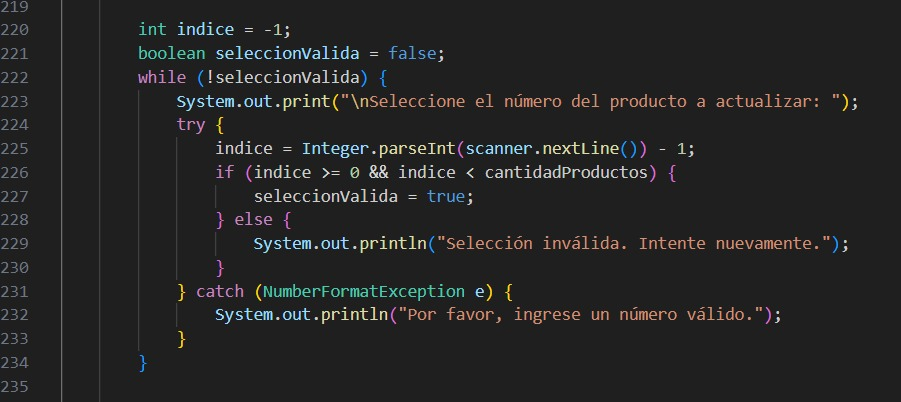 219
220 int indice = -1;
221 boolean seleccionValida = false;
222 while (!seleccionValida) {
223 System.out.print("\nSeleccione el número del producto a actualizar: ");
224 try {
225 indice = Integer.parseInt(scanner.nextLine()) - 1;
226 if (indice >= 0 && indice < cantidadProductos) {
227 seleccionValida = true;
228 } else {
229 System.out.println("Selección inválida. Intente nuevamente.");
230 }
231 } catch (NumberFormatException e) {
232 System.out.println("Por favor, ingrese un número válido.");
233 }
234 }
235